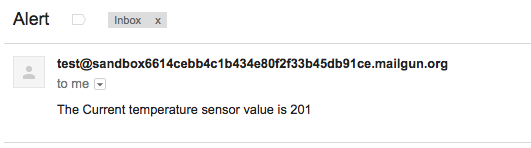 Alert
Inbox x
test@sandbox6614cebb4c1b434e80f2f33b45db91ce.mailgun.org
to me
The Current temperature sensor value is 201